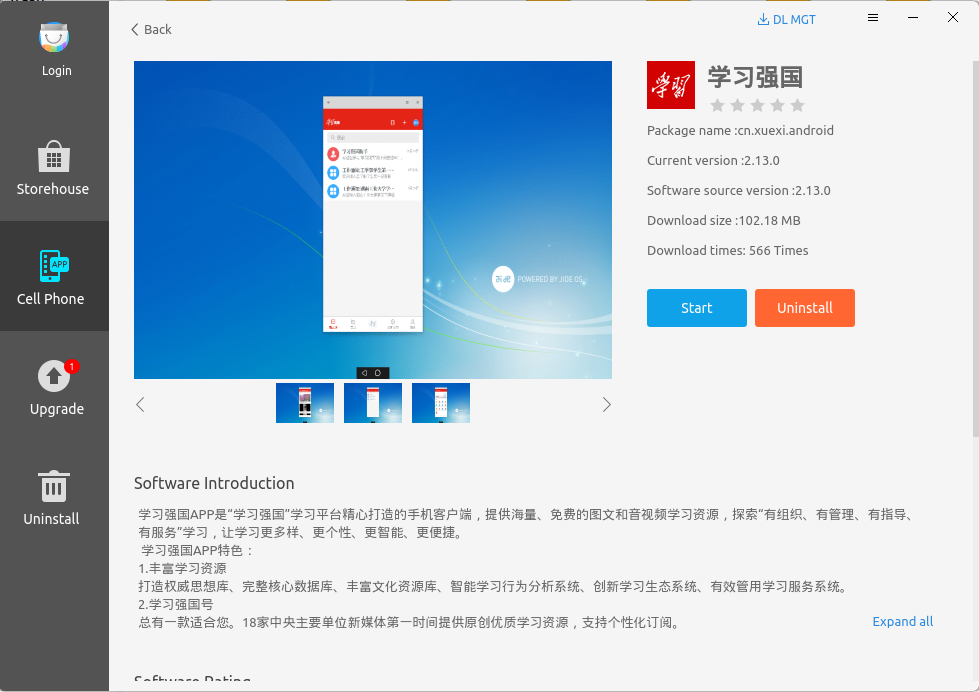 Login
Storehouse
APP
Cell Phone
1
Upgrade
Uninstall
Back
DL MGT
POWERED BY JIDE OS
学习
学习强国
Package name :cn.xuexi.android
Current version :2.13.0
Software source version :2.13.0
Download size :102.18 MB
Download times: 566 Times
Start
Uninstall
Software Introduction
学习强国APP是“学习强国”学习平台精心打造的手机客户端，提供海量、免费的图文和音视频学习资源，探索“有组织、有管理、有指导、
有服务”学习，让学习更多样、更个性、更智能、更便捷。
学习强国APP特色：
1.丰富学习资源
打造权威思想库、完整核心数据库、丰富文化资源库、智能学习行为分析系统、创新学习生态系统、有效管用学习服务系统。
2.学习强国号
总有一款适合您。18家中央主要单位新媒体第一时间提供原创优质学习资源，支持个性化订阅。
Expand all
Software Rating